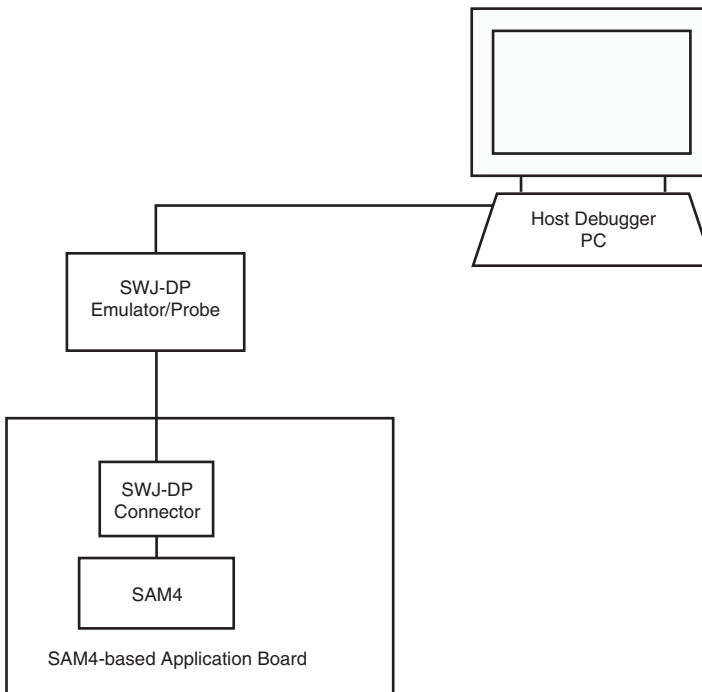 Host Debugger
PC
SWJ-DP
Emulator/Probe
SWJ-DP
Connector
SAM4
SAM4-based Application Board